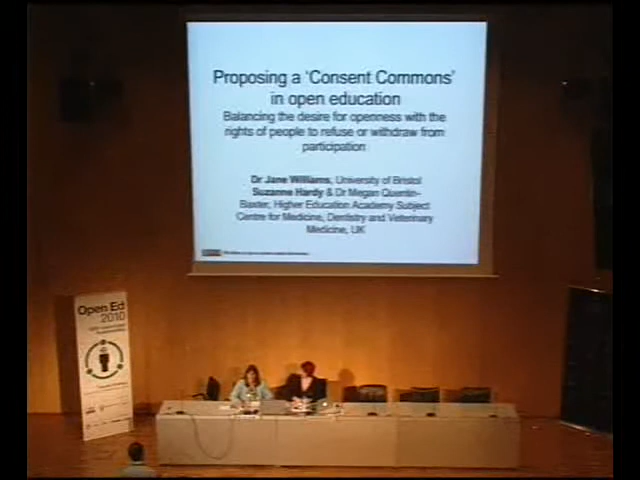 Proposing a 'Consent Commons'
in open education
Balancing the desire for openness with the
rights of people to refuse or withdraw from
participation
Dr Jane Williams, University of Bristol
Suzanne Hardy & Dr Megan Quentin-
Baxter, Higher Education Academy Subject
Centre for Medicine, Dentistry and Veterinary
Medicine, UK
Open Ed
2010